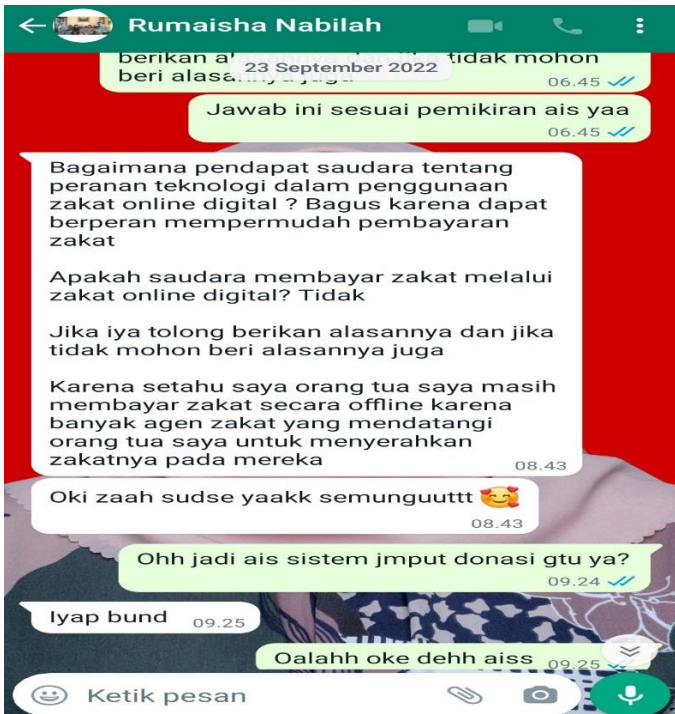 Rumaisha Nabilah
berikan alasannya dan jika tidak mohon
23 September 2022
beri alasannya juga
06.45
Jawab ini sesuai pemikiran ais yaa
06.45
Bagaimana pendapat saudara tentang
peranan teknologi dalam penggunaan
zakat online digital ? Bagus karena dapat
berperan mempermudah pembayaran
zakat
Apakah saudara membayar zakat melalui
zakat online digital? Tidak
Jika iya tolong berikan alasannya dan jika
tidak mohon beri alasannya juga
Karena setahu saya orang tua saya masih
membayar zakat secara offline karena
banyak agen zakat yang mendatangi
orang tua saya untuk menyerahkan
zakatnya pada mereka
08.43
Oki zaah sudse yaakk semunguuttt 🥰
08.43
Ohh jadi ais sistem jmput donasi gtu ya?
09.24
Iyap bund
09.25
Oalahh oke dehh aiss
09.25
Ketik pesan